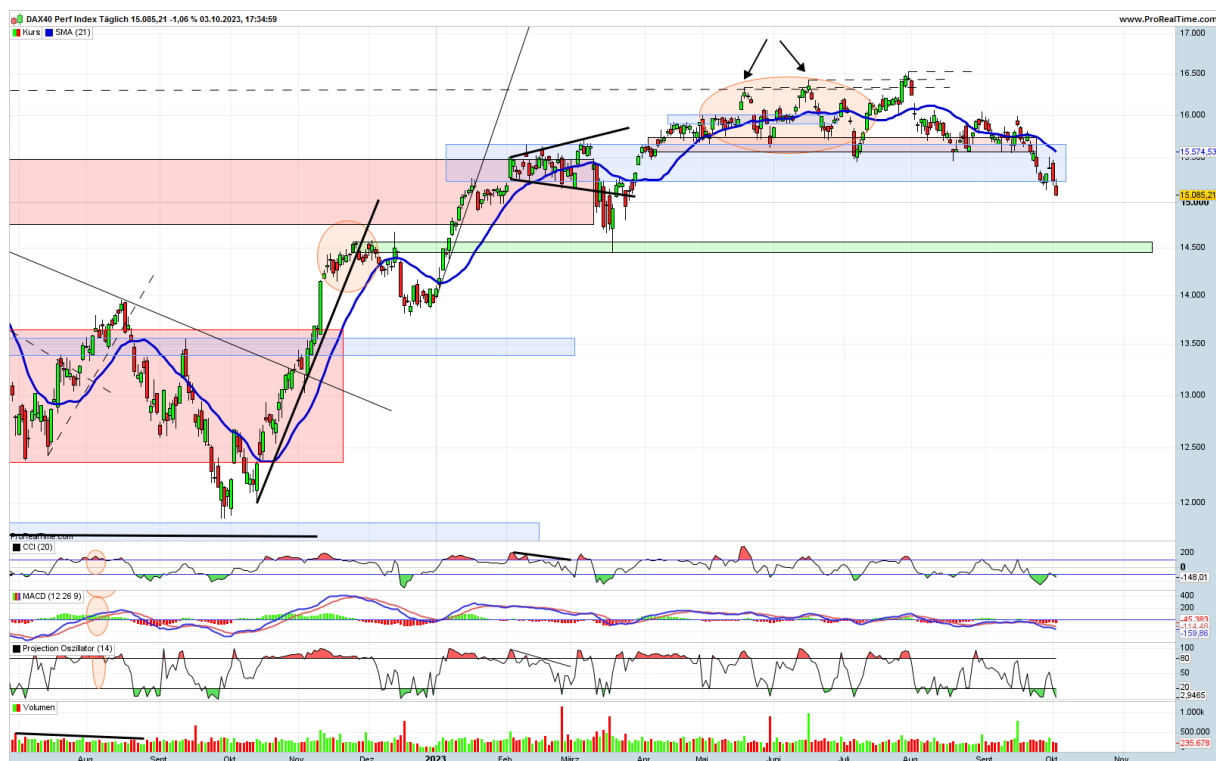 DAX40 Perf Index Täglich 15.085,21 -1,06 % 03.10.2023, 17:34:59
www.ProRealTime.com
Kurs SMA (21)
17.000
16.500
16.000
15.574,53
15.085,21
15.000
14.500
14.000
13.500
13.000
12.500
12.000
ProRealTime.com
CCI (20)
200
0
-148,01
MACD (12 26 9)
400
200
-45,383
-114,48
-159,86
Projection Oszillator (14)
100
80
50
20
2,9465
Volumen
1.000k
500.000
235.678
Aug Sept Okt Nov Dez 2023 Feb März Apr Mai Juni Juli Aug Sept Okt Nov